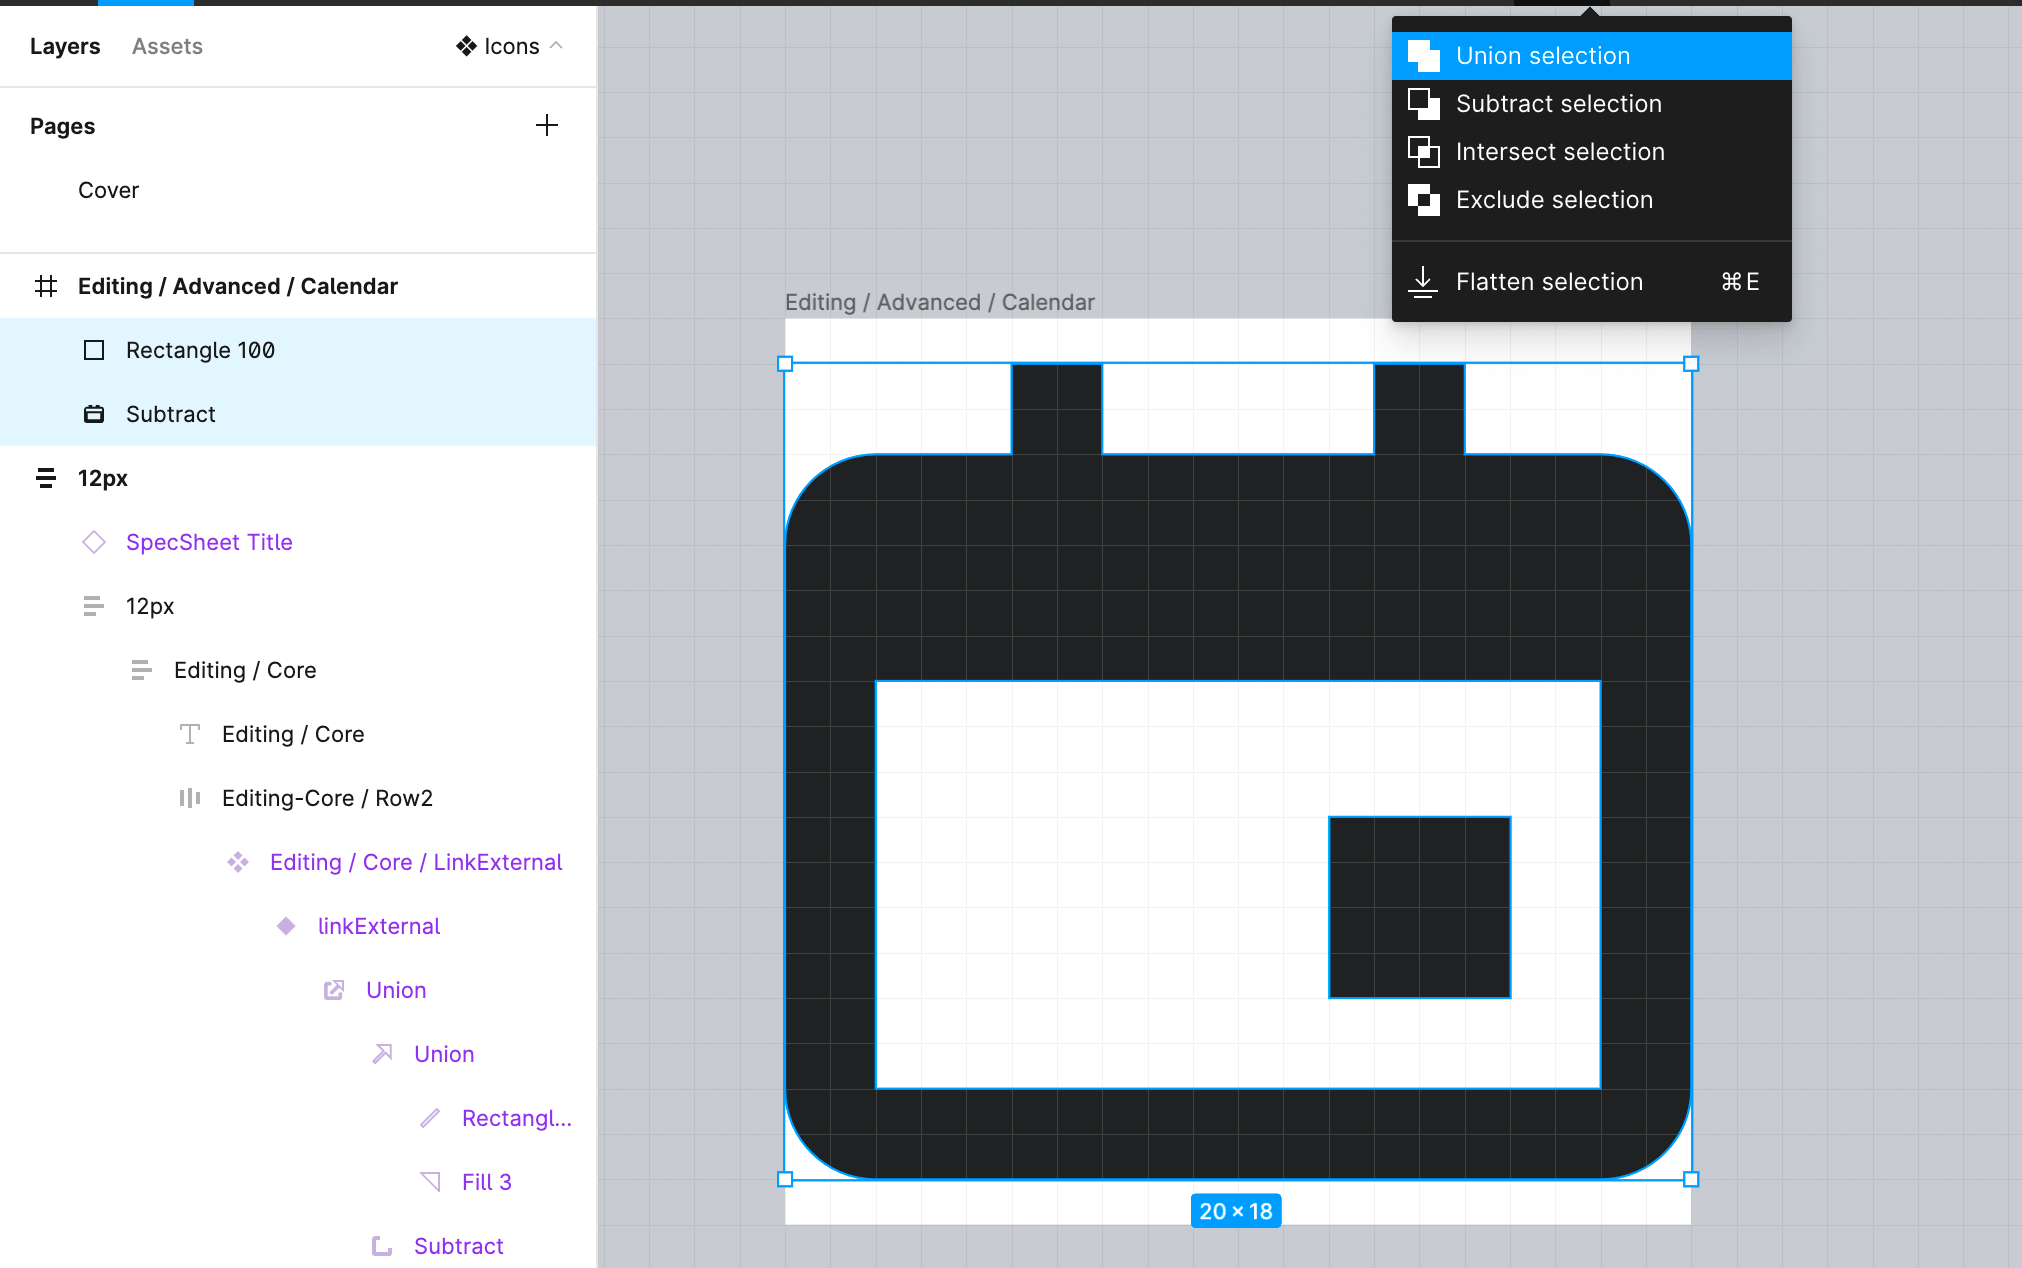 Layers
Assets
Icons
Pages
Cover
Editing / Advanced / Calendar
Rectangle 100
Subtract
12px
SpecSheet Title
12px
Editing / Core
Editing / Core
Editing-Core / Row2
Editing / Core / LinkExternal
linkExternal
Union
Union
Rectangl...
Fill 3
Subtract
Union selection
Subtract selection
Intersect selection
Exclude selection
Flatten selection ⌘E
Editing / Advanced / Calendar
20 × 18